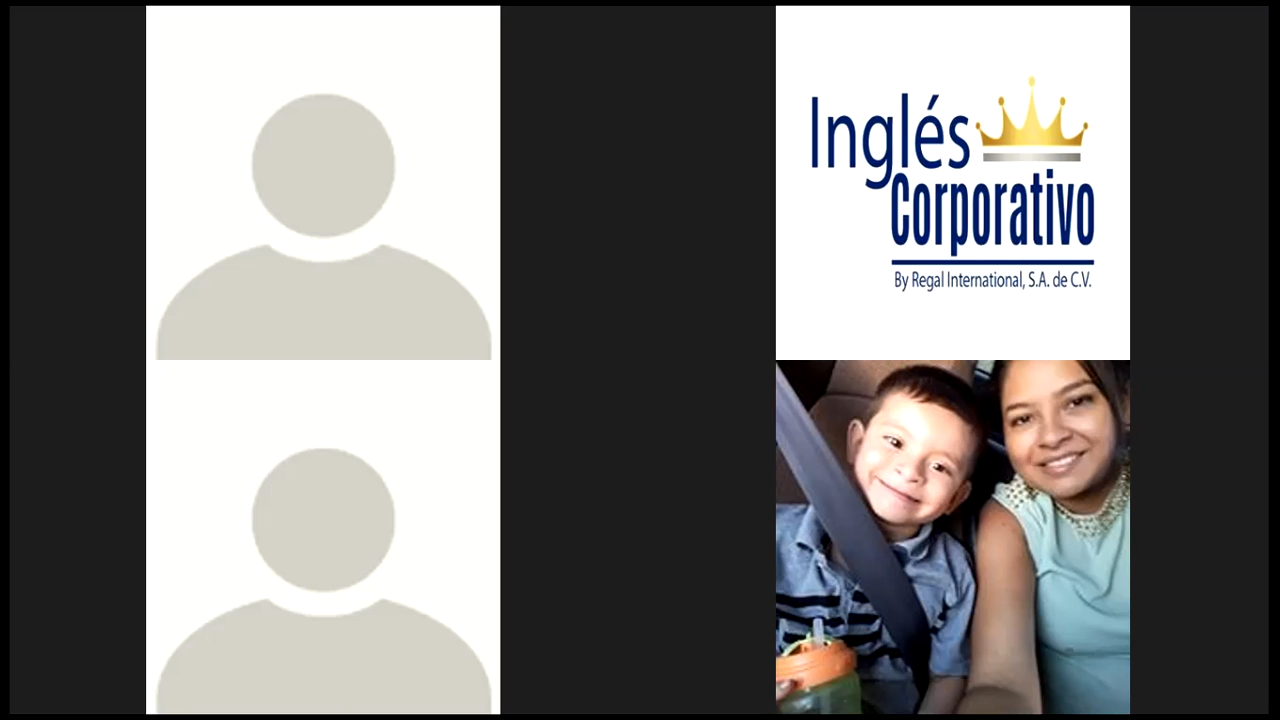 Inglés
Corporativo
By Regal International, S.A. de C.V.